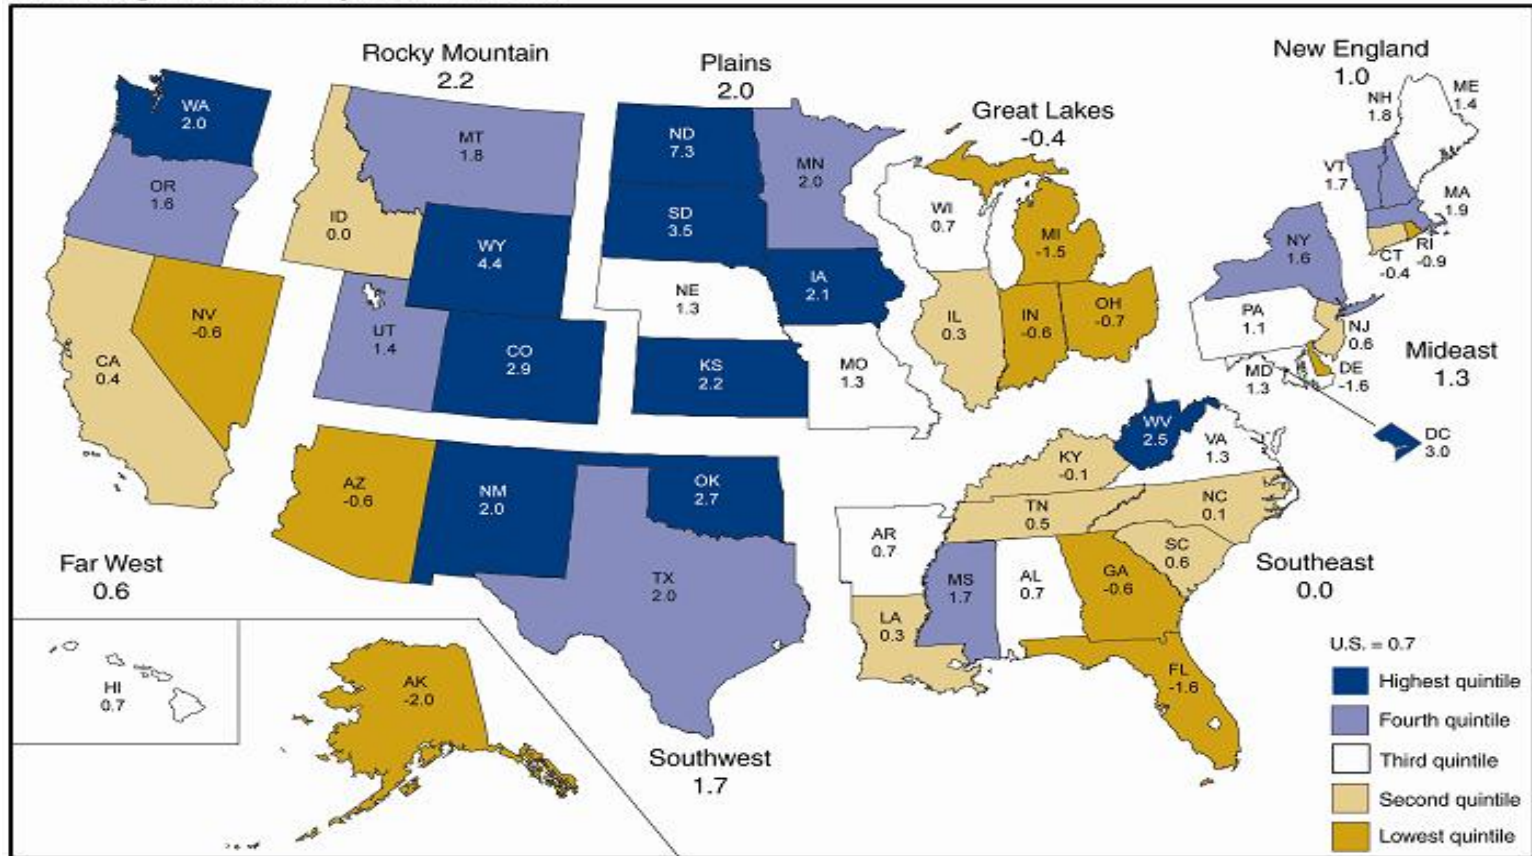 Rocky Mountain
2.2
Plains
2.0
New England
1.0
Great Lakes
-0.4
WA
2.0
OR
1.6
CA
0.4
NV
-0.6
ID
0.0
MT
1.8
WY
4.4
UT
1.4
CO
2.9
ND
7.3
SD
3.5
NE
1.3
KS
2.2
MN
2.0
IA
2.1
MO
1.3
WI
0.7
MI
-1.5
IL
0.3
IN
-0.6
OH
-0.7
NH
1.8
ME
1.4
VT
1.7
MA
1.9
CT
-0.4
RI
-0.9
NY
1.6
PA
1.1
NJ
0.6
MD
1.3
DE
-1.6
Mideast
1.3
DC
3.0
AZ
-0.6
NM
2.0
OK
2.7
TX
2.0
WV
2.5
VA
1.3
KY
-0.1
TN
0.5
NC
0.1
SC
0.6
AR
0.7
LA
0.3
MS
1.7
AL
0.7
GA
-0.6
FL
-1.6
Far West
0.6
Southeast
0.0
HI
0.7
AK
-2.0
Southwest
1.7
U.S. = 0.7
Highest quintile
Fourth quintile
Third quintile
Second quintile
Lowest quintile